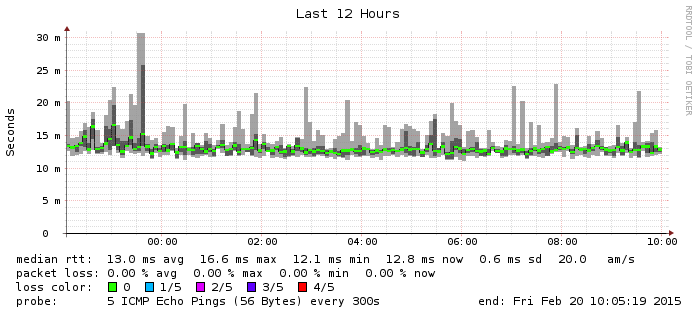 Last 12 Hours
RRDTOOL / TOBI OETIKER
Seconds
30 m
25 m
20 m
15 m
10 m
5 m
0
00:00 02:00 04:00 06:00 08:00 10:00
median rtt: 13.0 ms avg 16.6 ms max 12.1 ms min 12.8 ms now 0.6 ms sd 20.0 am/s
packet loss: 0.00 % avg 0.00 % max 0.00 % min 0.00 % now
loss color: 0 1/5 2/5 3/5 4/5
probe: 5 ICMP Echo Pings (56 Bytes) every 300s end: Fri Feb 20 10:05:19 2015